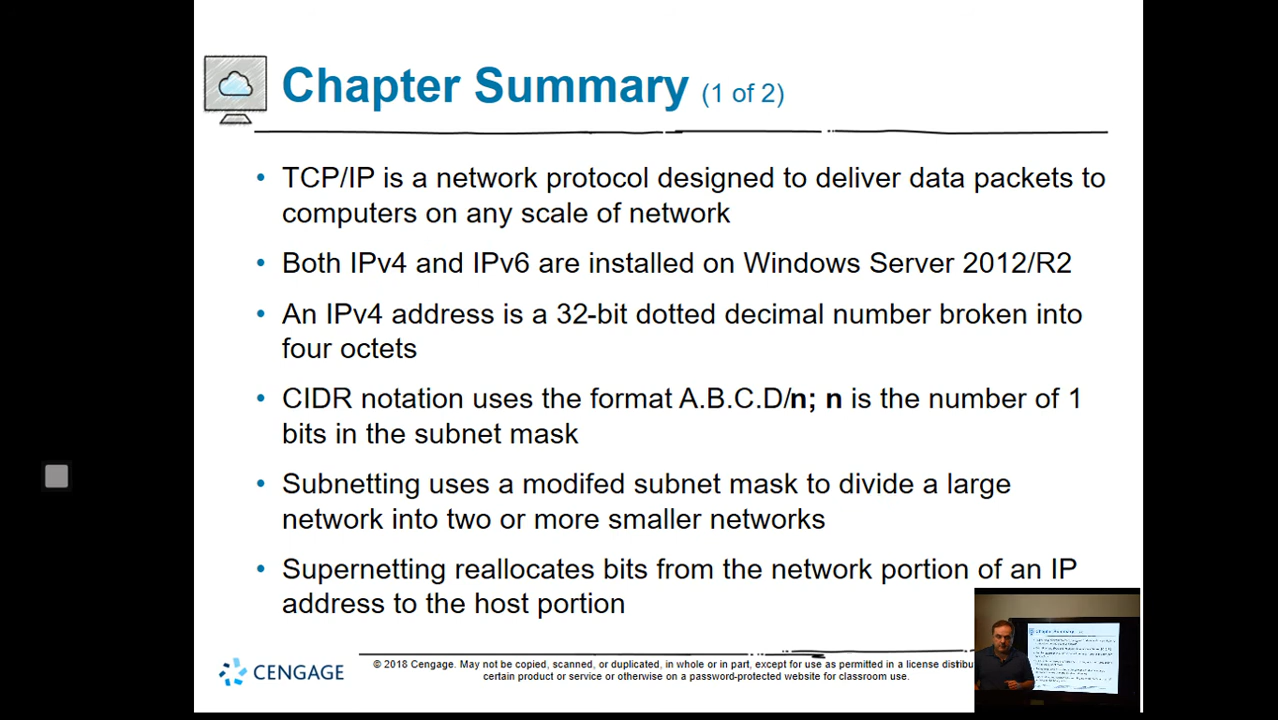 Chapter Summary (1 of 2)
• TCP/IP is a network protocol designed to deliver data packets to
computers on any scale of network
• Both IPv4 and IPv6 are installed on Windows Server 2012/R2
• An IPv4 address is a 32-bit dotted decimal number broken into
four octets
• CIDR notation uses the format A.B.C.D/n; n is the number of 1
bits in the subnet mask
• Subnetting uses a modifed subnet mask to divide a large
network into two or more smaller networks
• Supernetting reallocates bits from the network portion of an IP
address to the host portion
CENGAGE
© 2018 Cengage. May not be copied, scanned, or duplicated, in whole or in part, except for use as permitted in a license
certain product or service or otherwise on a password-protected website for classroom use.
Chapter Summary